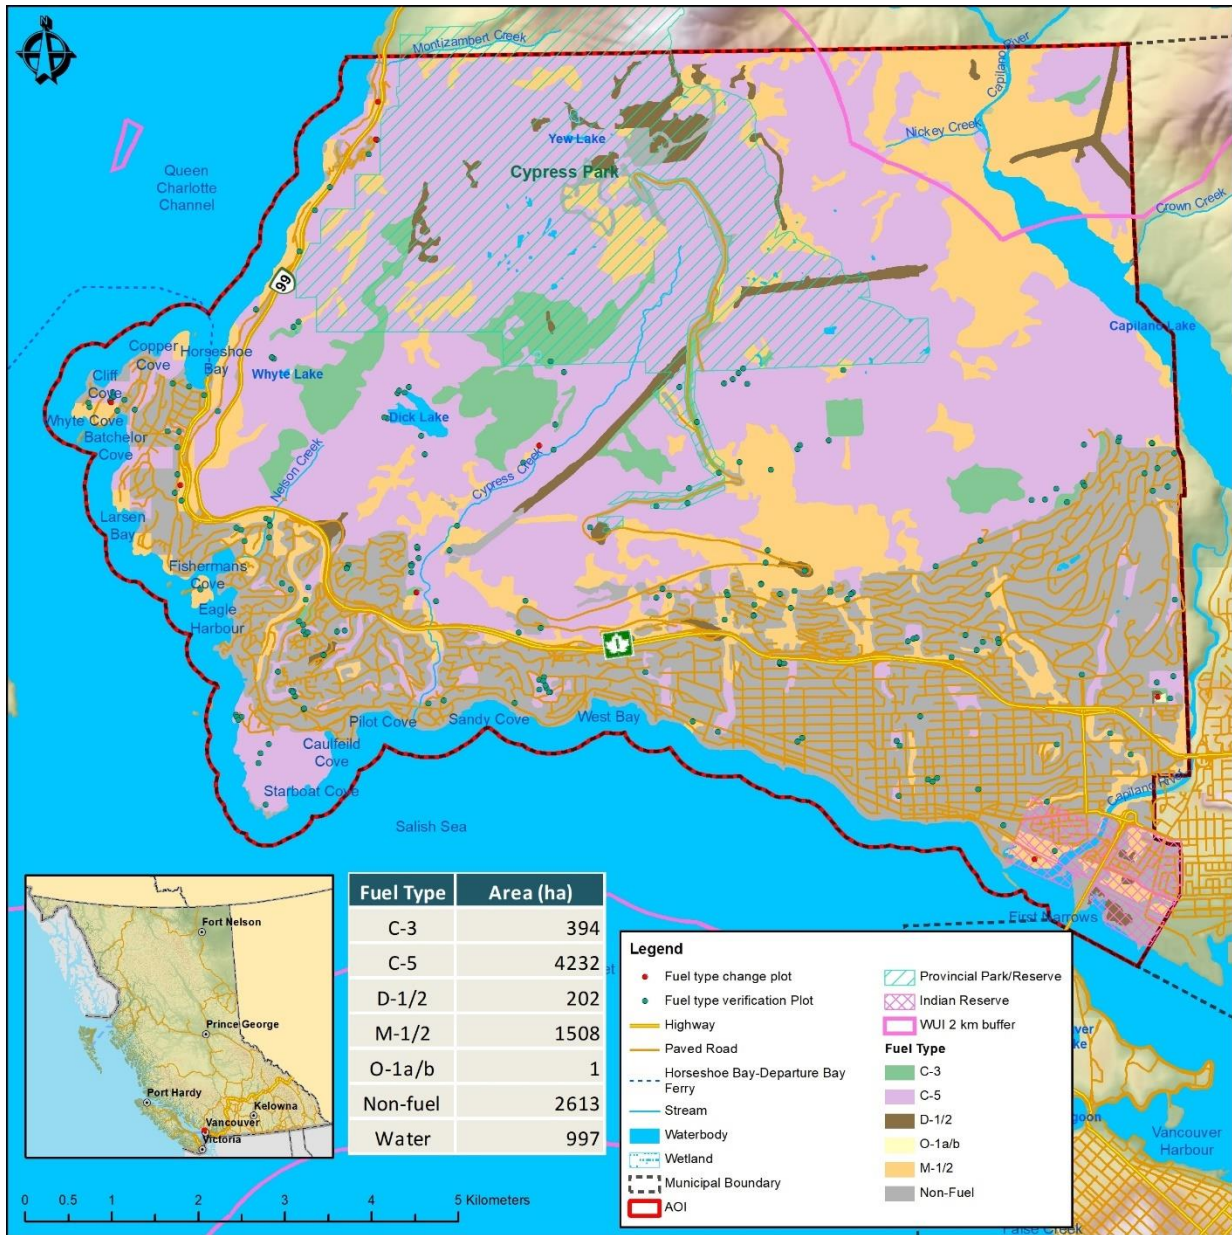 N
Montizambert Creek
Capilano River
Nickey Creek
Yew Lake
Cypress Park
Queen
Charlotte
Channel
Crown Creek
99
Capilano Lake
Copper
Cove
Horseshoe
Bay
Cliff
Cove
Whyte Lake
Whyte Cove
Batchelor
Cove
Dick Lake
Nelson Creek
Cypress Creek
Larsen
Bay
Fishermans
Cove
Eagle
Harbour
1
Pilot Cove
Sandy Cove
West Bay
Caulfeild
Cove
Starboat Cove
Capilano River
Salish Sea
First Narrows
Fort Nelson
Prince George
Port Hardy
Kelowna
Vancouver
Victoria
Fuel Type Area (ha)
C-3 394
C-5 4232
D-1/2 202
M-1/2 1508
O-1a/b 1
Non-fuel 2613
Water 997
Legend
Fuel type change plot
Fuel type verification Plot
Highway
Paved Road
Horseshoe Bay-Departure Bay
Ferry
Stream
Waterbody
Wetland
Municipal Boundary
AOI
Provincial Park/Reserve
Indian Reserve
WUI 2 km buffer
Fuel Type
C-3
C-5
D-1/2
O-1a/b
M-1/2
Non-Fuel
Vancouver
Harbour
False Creek
0 0.5 1 2 3 4 5 Kilometers